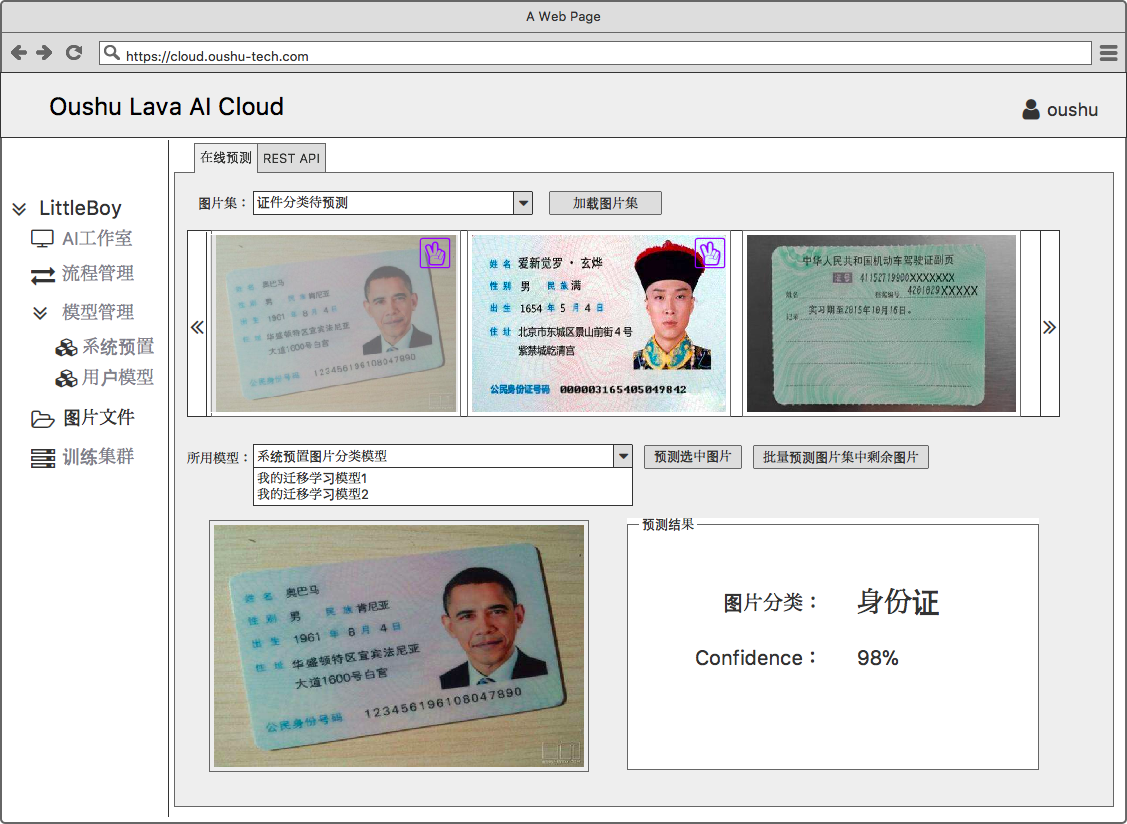 A Web Page
https://cloud.oushu-tech.com
Oushu Lava AI Cloud
oushu
LittleBoy
AI工作室
流程管理
模型管理
系统预置
用户模型
图片文件
训练集群
在线预测
REST API
图片集：
证件分类待预测
加载图片集
姓名 奥巴马
性别 男 民族 肯尼亚
出生 1961 年 8 月 4 日
住址 华盛顿特区宜宾法尼亚
大道1600号白宫
公民身份号码 123456196108047890
姓名 爱新觉罗・玄烨
性别 男 民族 满
出生 1654 年 5 月 4 日
住址 北京市东城区景山前街4号
紫禁城乾清宫
公民身份证号码 000003165405049842
中华人民共和国机动车驾驶证副页
证号 41152719900XXXXXXX
姓名
档案编号 4201029XXXXX
记录 实习期至2015年10月16日。
所用模型：
系统预置图片分类模型
我的迁移学习模型1
我的迁移学习模型2
预测选中图片
批量预测图片集中剩余图片
姓名 奥巴马
性别 男 民族 肯尼亚
出生 1961 年 8 月 4 日
住址 华盛顿特区宜宾法尼亚
大道1600号白宫
公民身份号码 123456196108047890
预测结果
图片分类：
身份证
Confidence：
98%